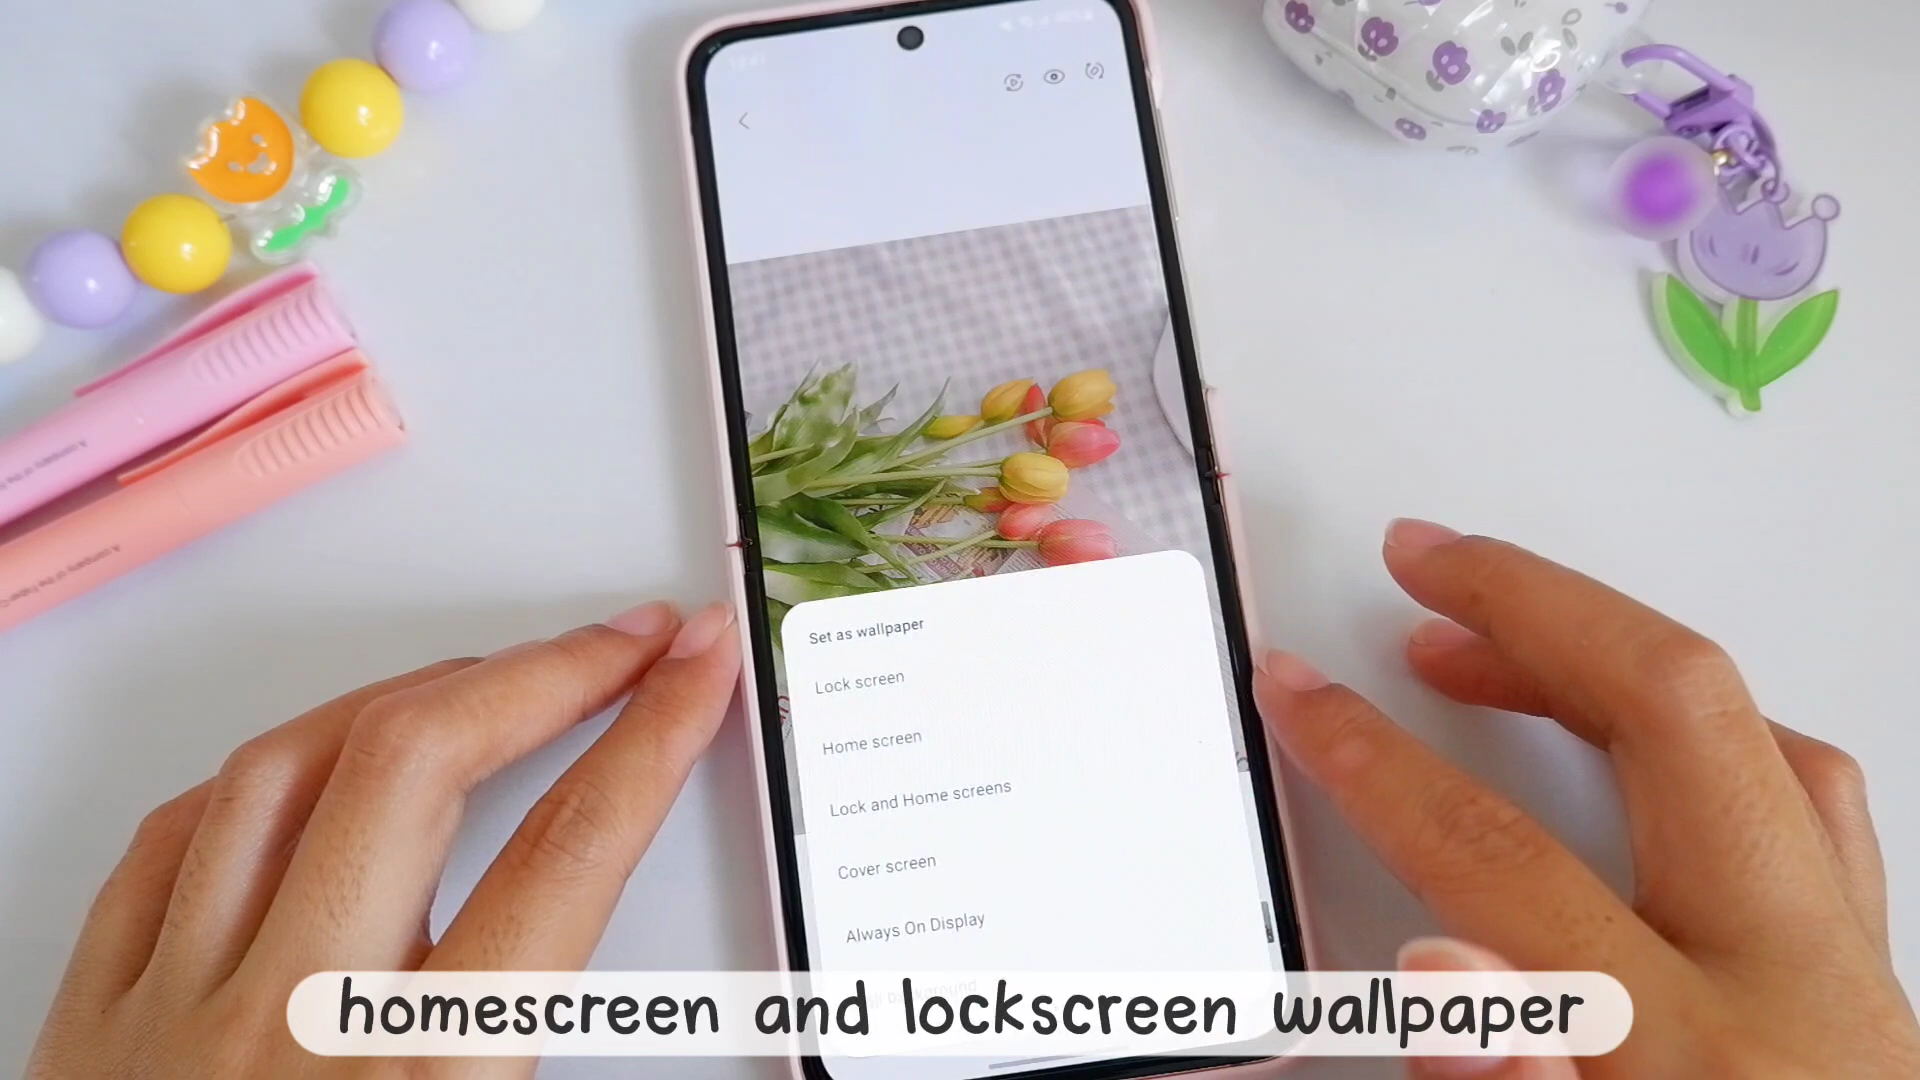 Set as wallpaper
Lock screen
Home screen
Lock and Home screens
Cover screen
Always On Display
background
homescreen and lockscreen wallpaper